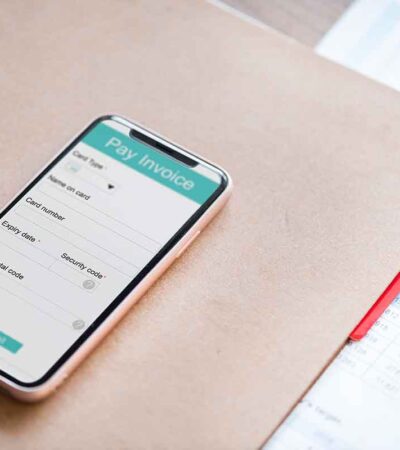 Pay Invoice
Card Type *
Name on card
Card number
Expiry date *
Security code *
?
tal code
?